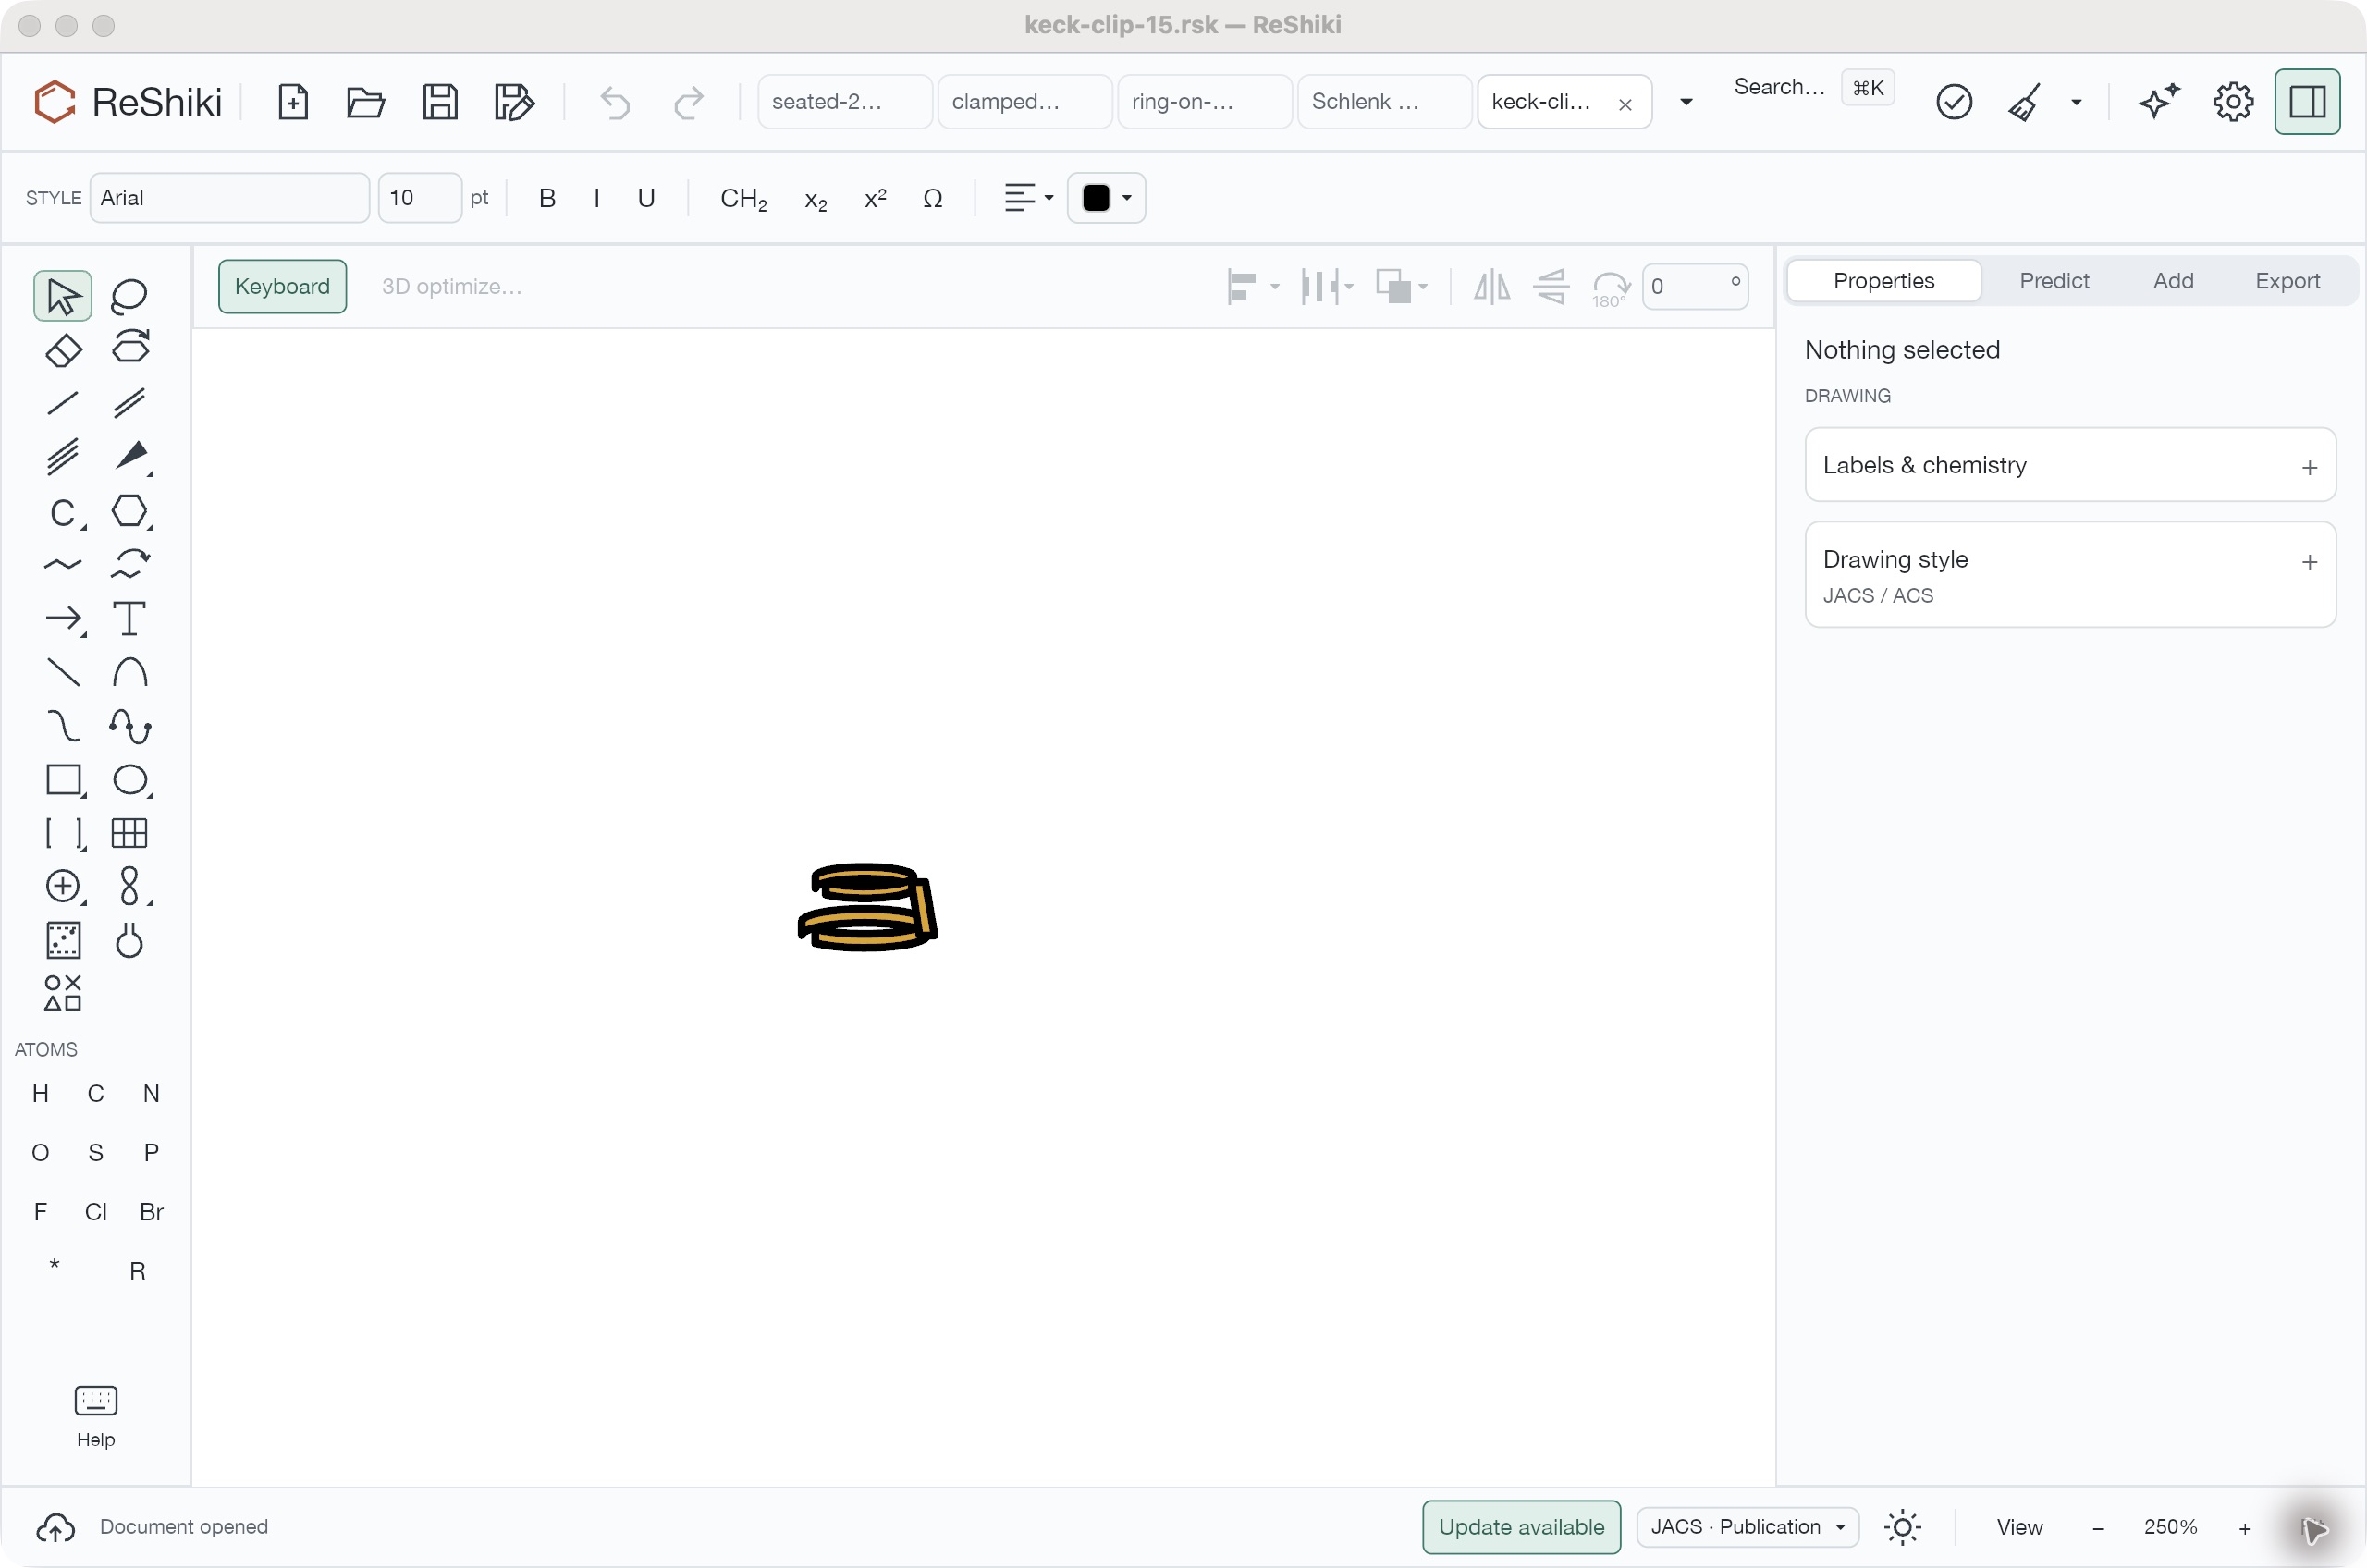 keck-clip-15.rsk — ReShiki
ReShiki
seated-2...
clamped...
ring-on-...
Schlenk ...
keck-cli... ×
Search...
⌘K
STYLE
Arial
10
pt
B
I
U
CH₂
x₂
x²
Ω
Keyboard
3D optimize...
180°
0
°
Properties
Predict
Add
Export
Nothing selected
DRAWING
Labels & chemistry
+
Drawing style
+
JACS / ACS
C
T
ATOMS
H C N
O S P
F Cl Br
* R
Help
Document opened
Update available
JACS · Publication
View
−
250%
+